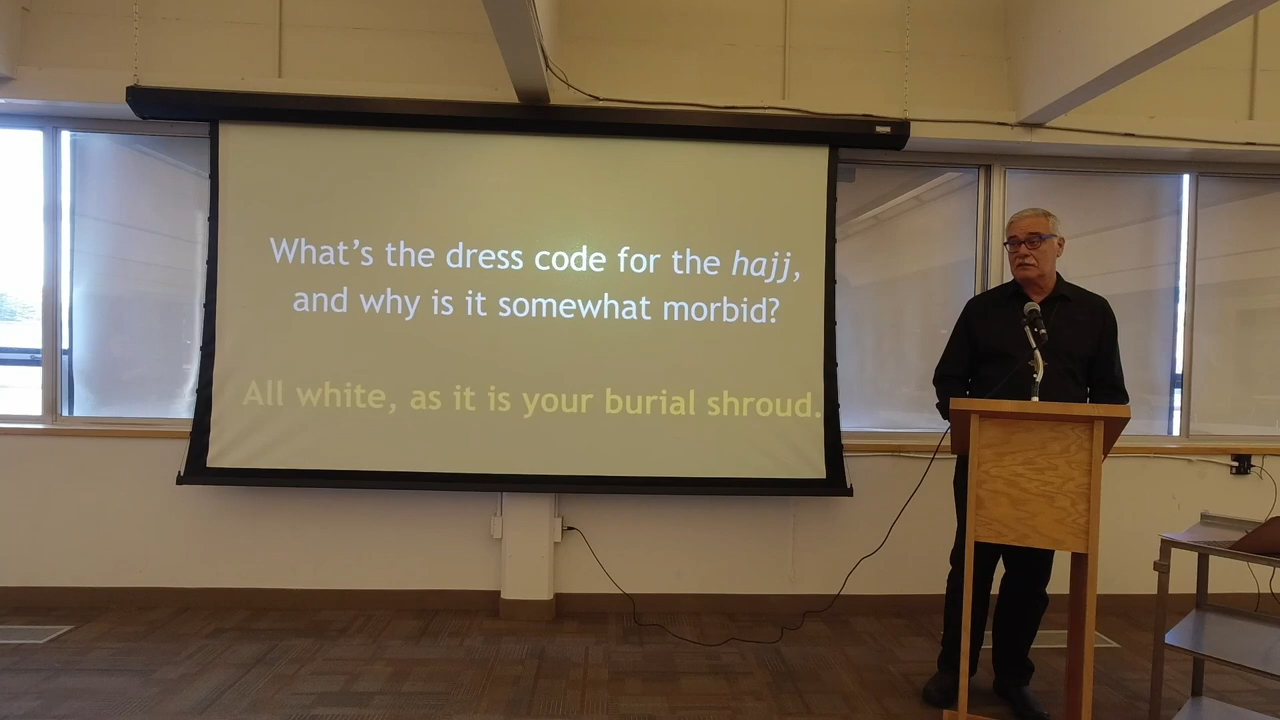 What's the dress code for the hajj,
and why is it somewhat morbid?
All white, as it is your burial shroud.